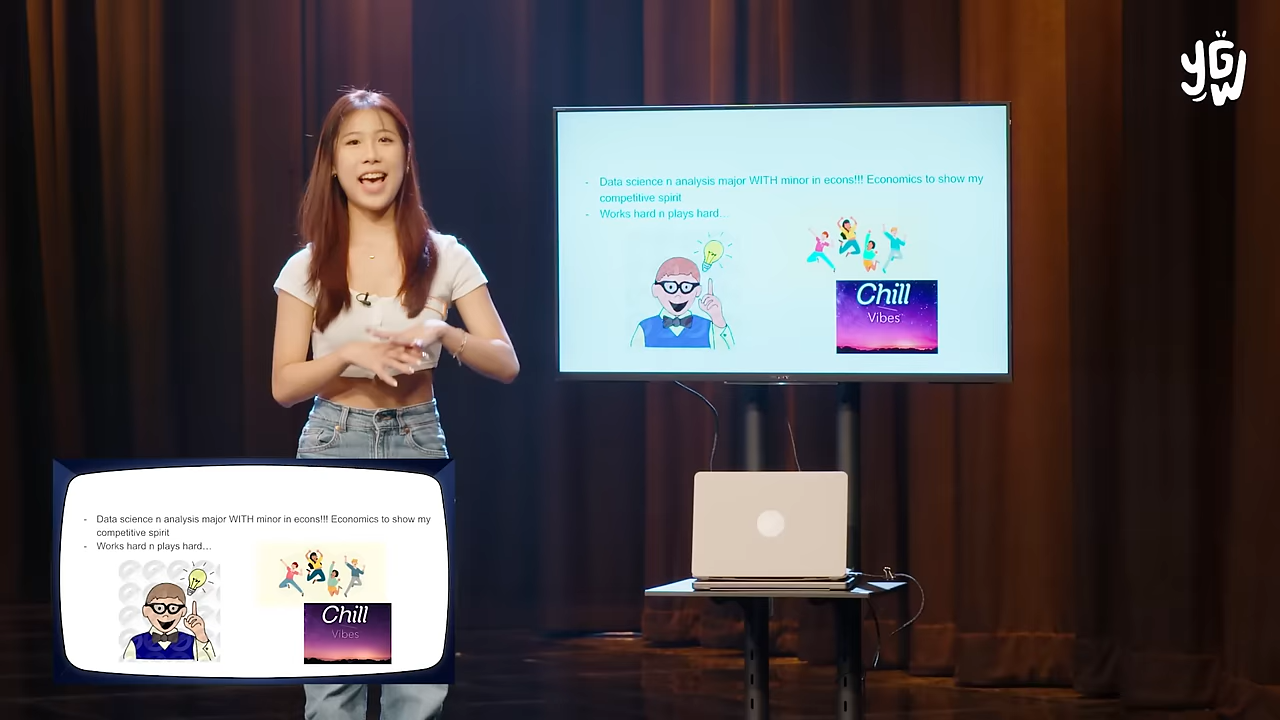 YGW
- Data science n analysis major WITH minor in econs!!! Economics to show my
competitive spirit
- Works hard n plays hard...
Chill
Vibes
- Data science n analysis major WITH minor in econs!!! Economics to show my
competitive spirit
- Works hard n plays hard...
Chill
Vibes